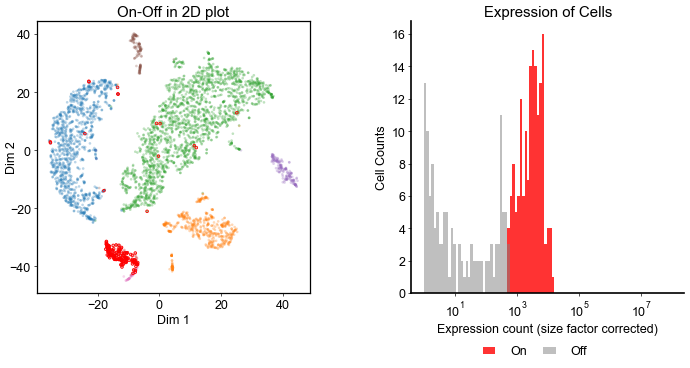 On-Off in 2D plot
40
20
0
−20
−40
Dim 2
−20
0
20
40
Dim 1
Expression of Cells
16
14
12
10
8
6
4
2
0
Cell Counts
10^1
10^3
10^5
10^7
Expression count (size factor corrected)
On
Off